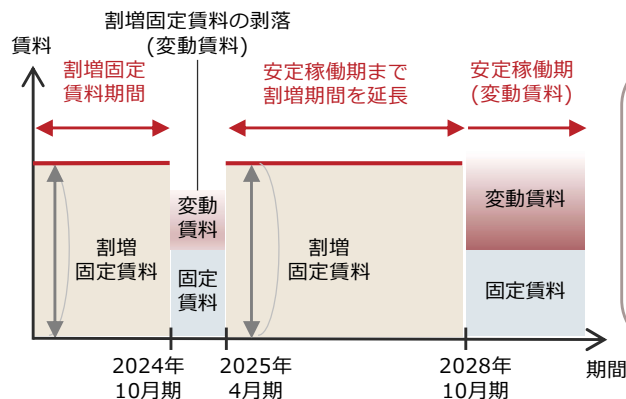 割増固定賃料の剥落
(変動賃料)
賃料
割増固定
賃料期間
安定稼働期まで
割増期間を延長
安定稼働期
(変動賃料)
変動
賃料
変動賃料
割増
固定賃料
固定
賃料
割増
固定賃料
固定賃料
2024年
10月期
2025年
4月期
2028年
10月期
期間